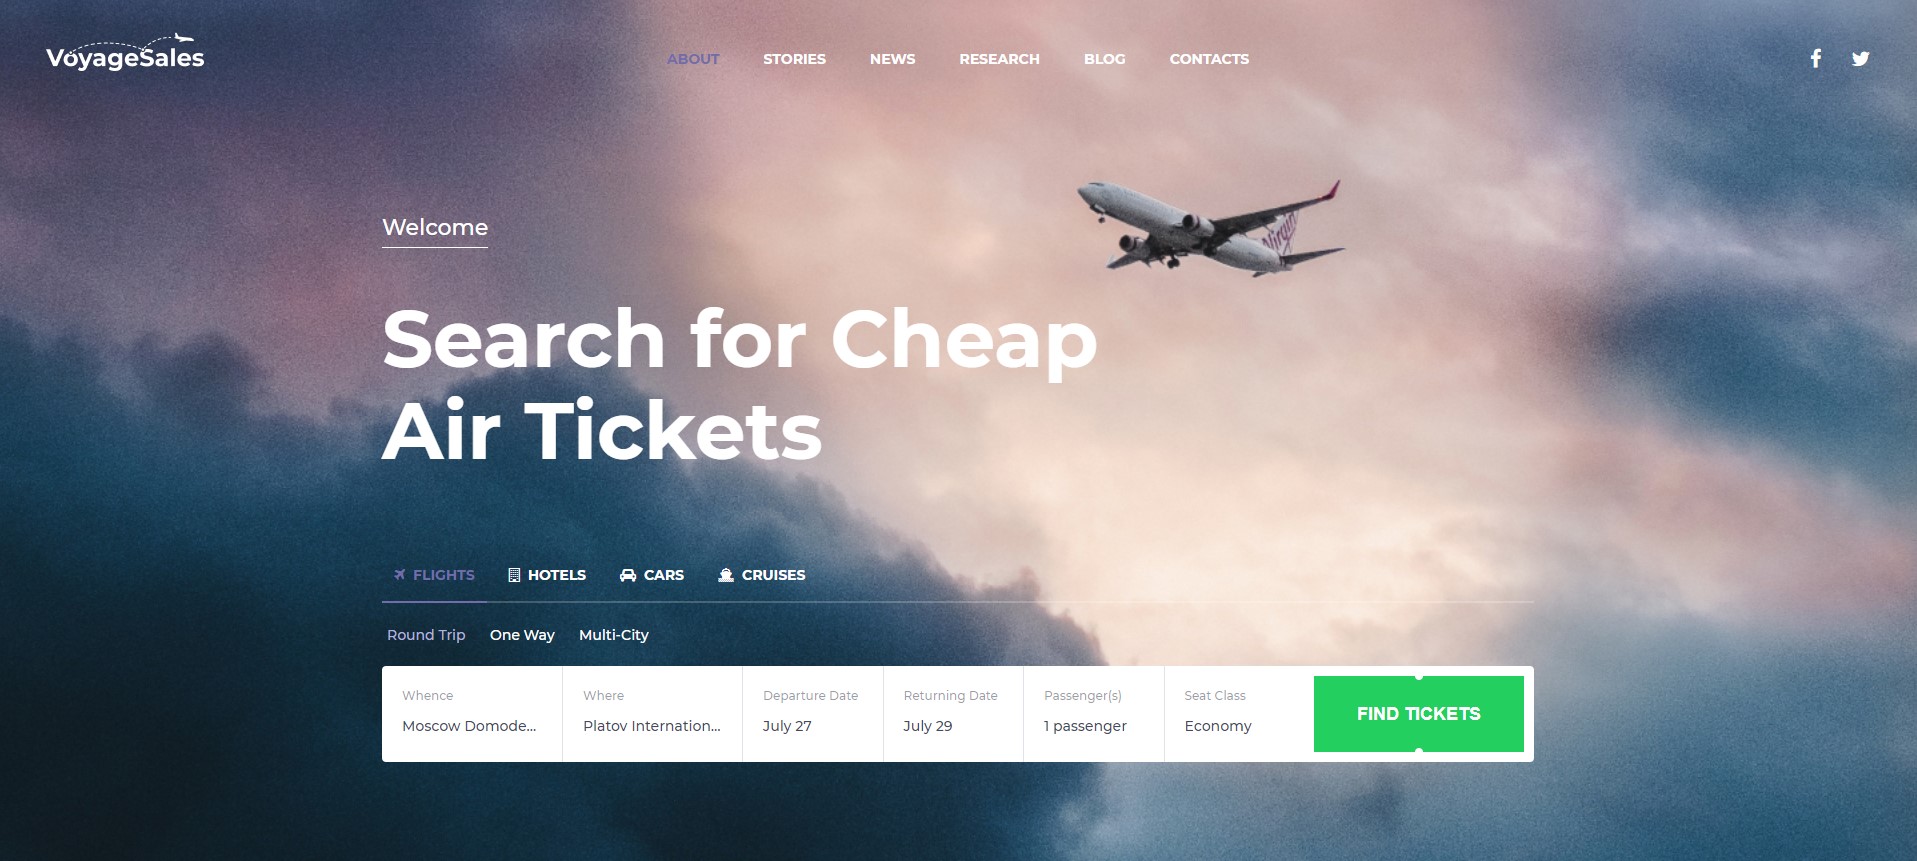 VoyageSales
ABOUT STORIES NEWS RESEARCH BLOG CONTACTS
Virgin
Welcome
Search for Cheap
Air Tickets
FLIGHTS HOTELS CARS CRUISES
Round Trip One Way Multi-City
Whence Where Departure Date Returning Date Passenger(s) Seat Class
Moscow Domode... Platov Internation... July 27 July 29 1 passenger Economy
FIND TICKETS